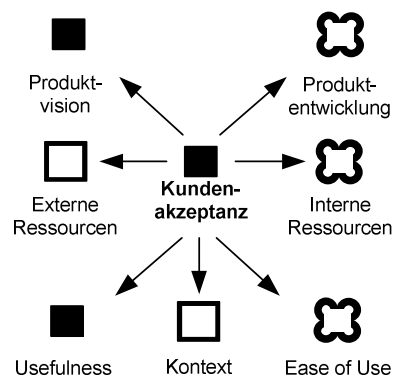 Produkt-
vision
Produkt-
entwicklung
Kunden-
akzeptanz
Externe
Ressourcen
Interne
Ressourcen
Usefulness
Kontext
Ease of Use